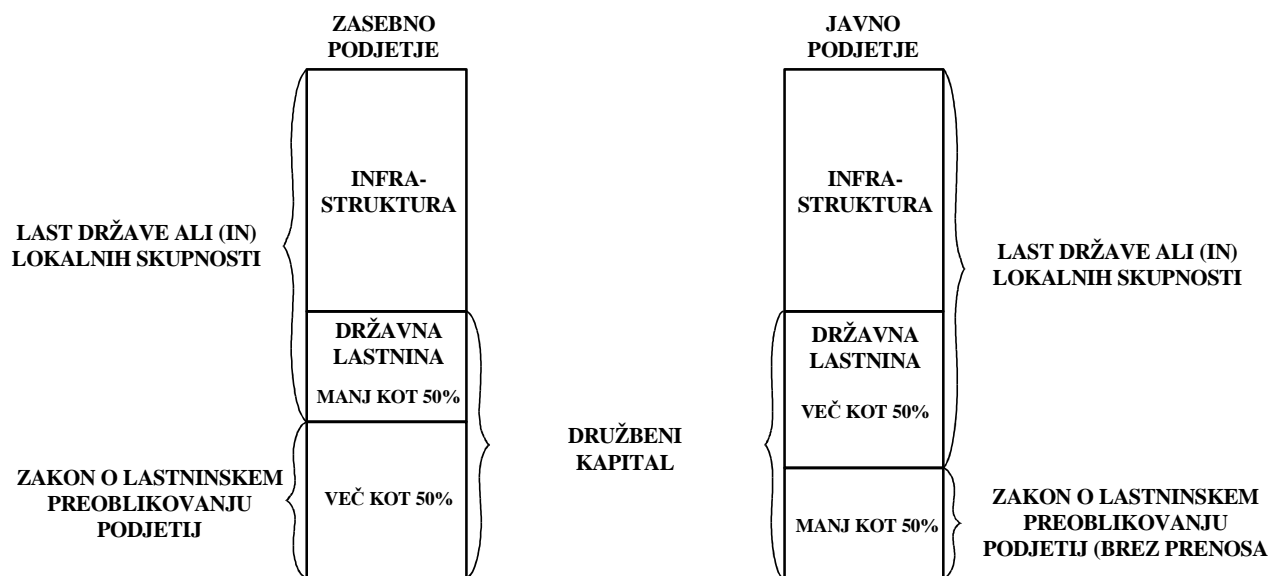 ZASEBNO
PODJETJE
JAVNO
PODJETJE
INFRA-
STRUKTURA
INFRA-
STRUKTURA
LAST DRŽAVE ALI (IN)
LOKALNIH SKUPNOSTI
LAST DRŽAVE ALI (IN)
LOKALNIH SKUPNOSTI
DRŽAVNA
LASTNINA
MANJ KOT 50%
DRŽAVNA
LASTNINA
VEČ KOT 50%
DRUŽBENI
KAPITAL
ZAKON O LASTNINSKEM
PREOBLIKOVANJU
PODJETIJ
VEČ KOT 50%
MANJ KOT 50%
ZAKON O LASTNINSKEM
PREOBLIKOVANJU
PODJETIJ (BREZ PRENOSA